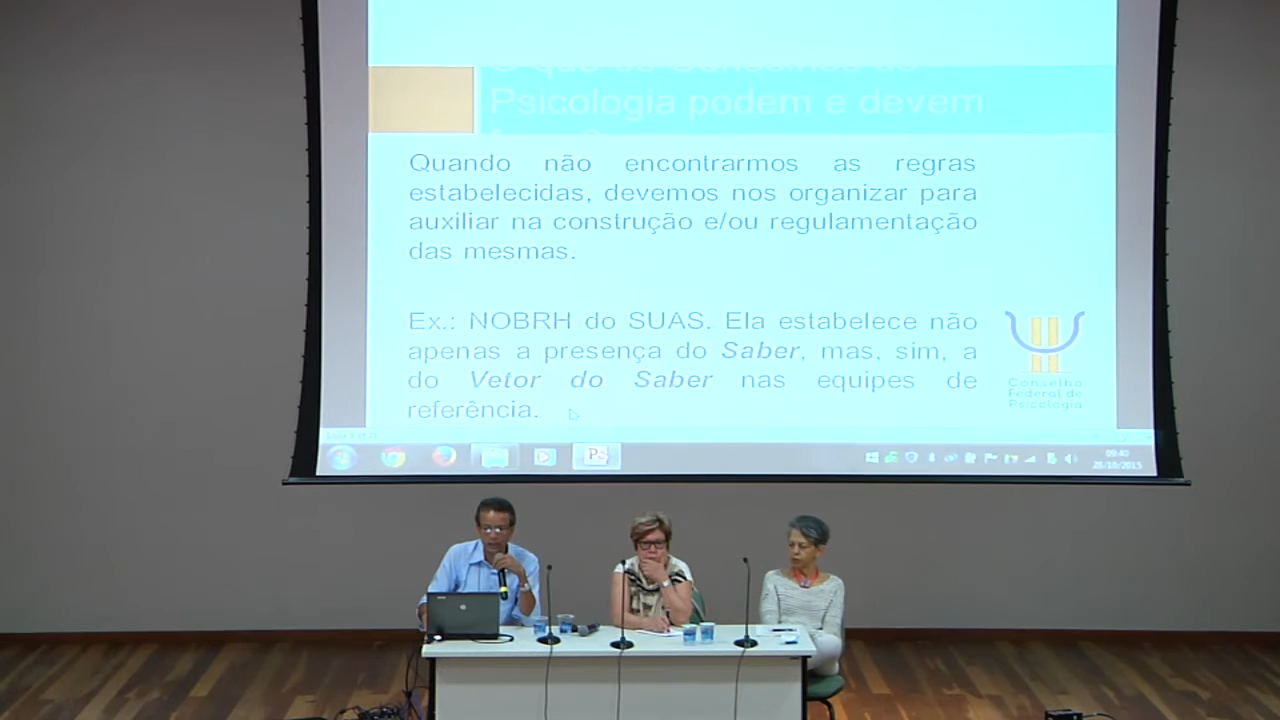 Psicologia podem e devem
Quando não encontrarmos as regras
estabelecidas, devemos nos organizar para
auxiliar na construção e/ou regulamentação
das mesmas.
Ex.: NOBRH do SUAS. Ela estabelece não
apenas a presença do Saber, mas, sim, a
do Vetor do Saber nas equipes de
referência.
Conselho
Federal de
Psicologia
09:40
28/10/2015